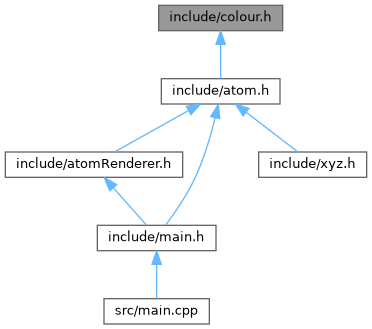 include/colour.h
include/atom.h
include/atomRenderer.h
include/xyz.h
include/main.h
src/main.cpp